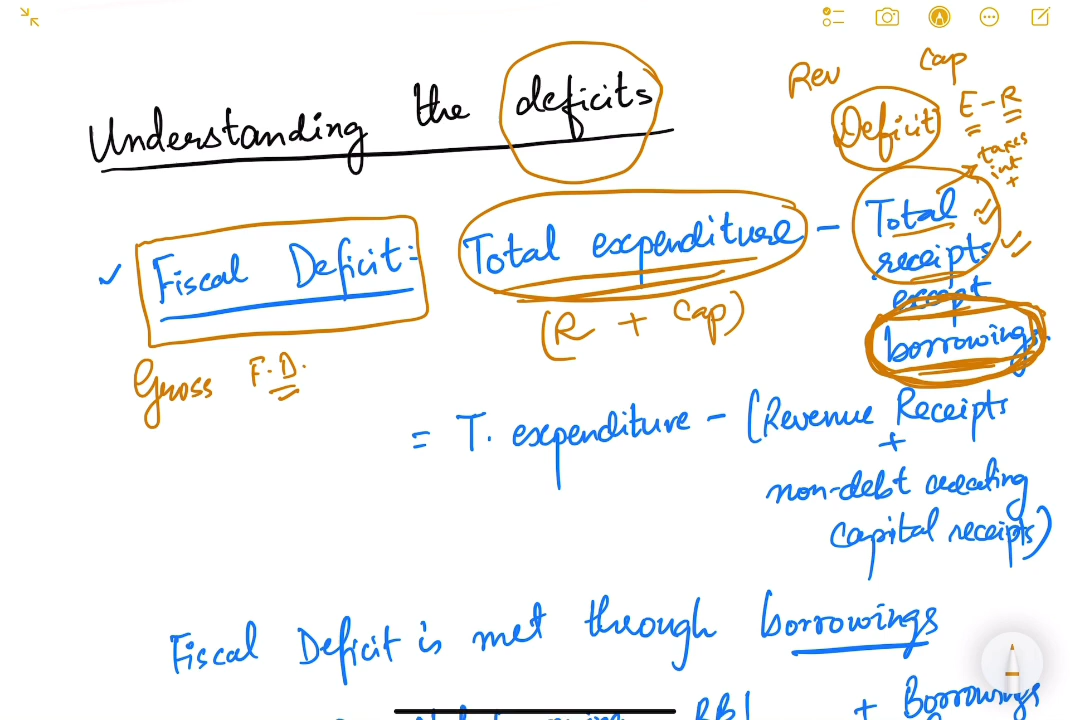 Rev Cap
Understanding the deficits
Deficit E - R
taxes
int
+
Fiscal Deficit: Total expenditure - Total
receipts
except
borrowings.
(R + Cap)
Gross F.D.
= T. expenditure - (Revenue Receipts
+
non-debt creating
capital receipts)
Fiscal Deficit is met through borrowings
RBI + Borrowings